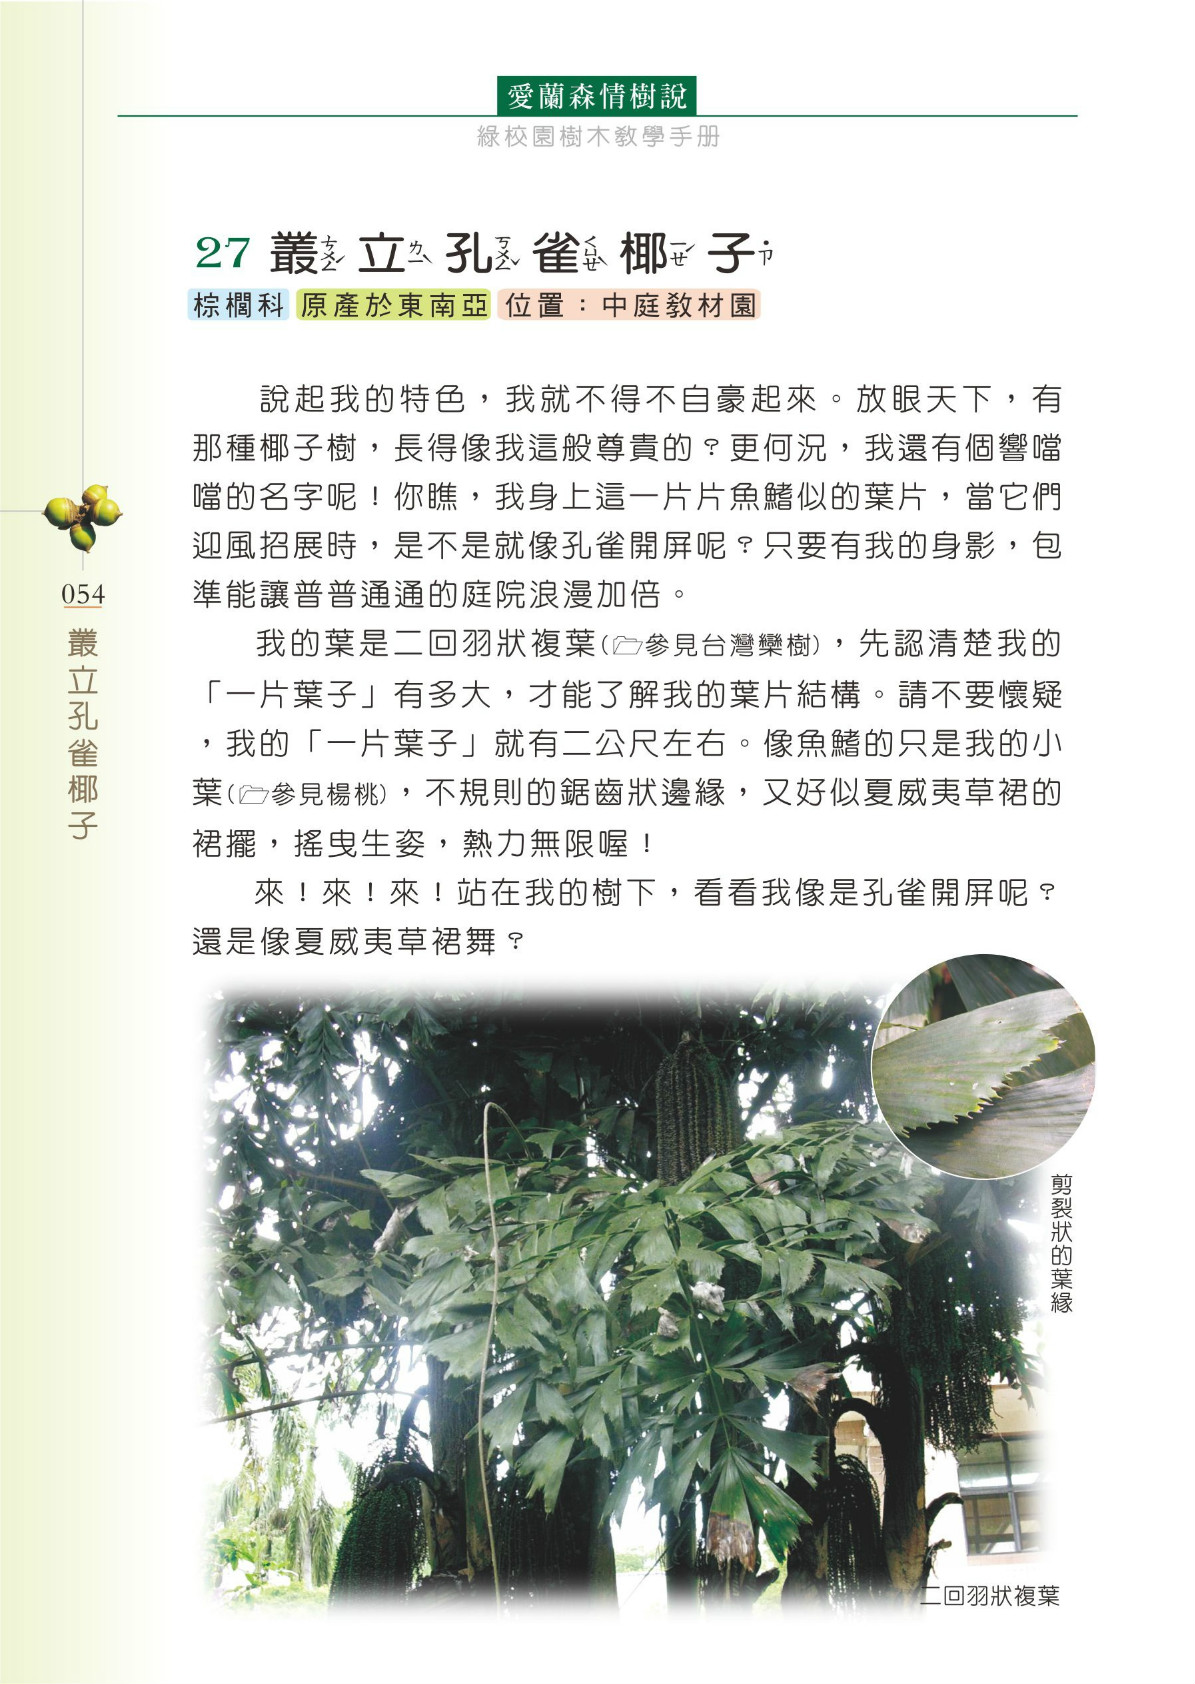 愛蘭森情樹說
綠校園樹木教學手册
27 叢ㄘㄨㄥˊ立ㄌㄧˋ孔ㄎㄨㄥˇ雀ㄑㄩㄝˋ椰ㄧㄝˊ子˙ㄗ
棕櫚科 原產於東南亞 位置：中庭教材園
說起我的特色，我就不得不自豪起來。放眼天下，有
那種椰子樹，長得像我這般尊貴的？更何況，我還有個響噹
噹的名字呢！你瞧，我身上這一片片魚鰭似的葉片，當它們
迎風招展時，是不是就像孔雀開屏呢？只要有我的身影，包
準能讓普普通通的庭院浪漫加倍。
我的葉是二回羽狀複葉(參見台灣欒樹)，先認清楚我的
「一片葉子」有多大，才能了解我的葉片結構。請不要懷疑
，我的「一片葉子」就有二公尺左右。像魚鰭的只是我的小
葉(參見楊桃)，不規則的鋸齒狀邊緣，又好似夏威夷草裙的
裙擺，搖曳生姿，熱力無限喔！
來！來！來！站在我的樹下，看看我像是孔雀開屏呢？
還是像夏威夷草裙舞？
054
叢立孔雀椰子
剪裂狀的葉緣
二回羽狀複葉